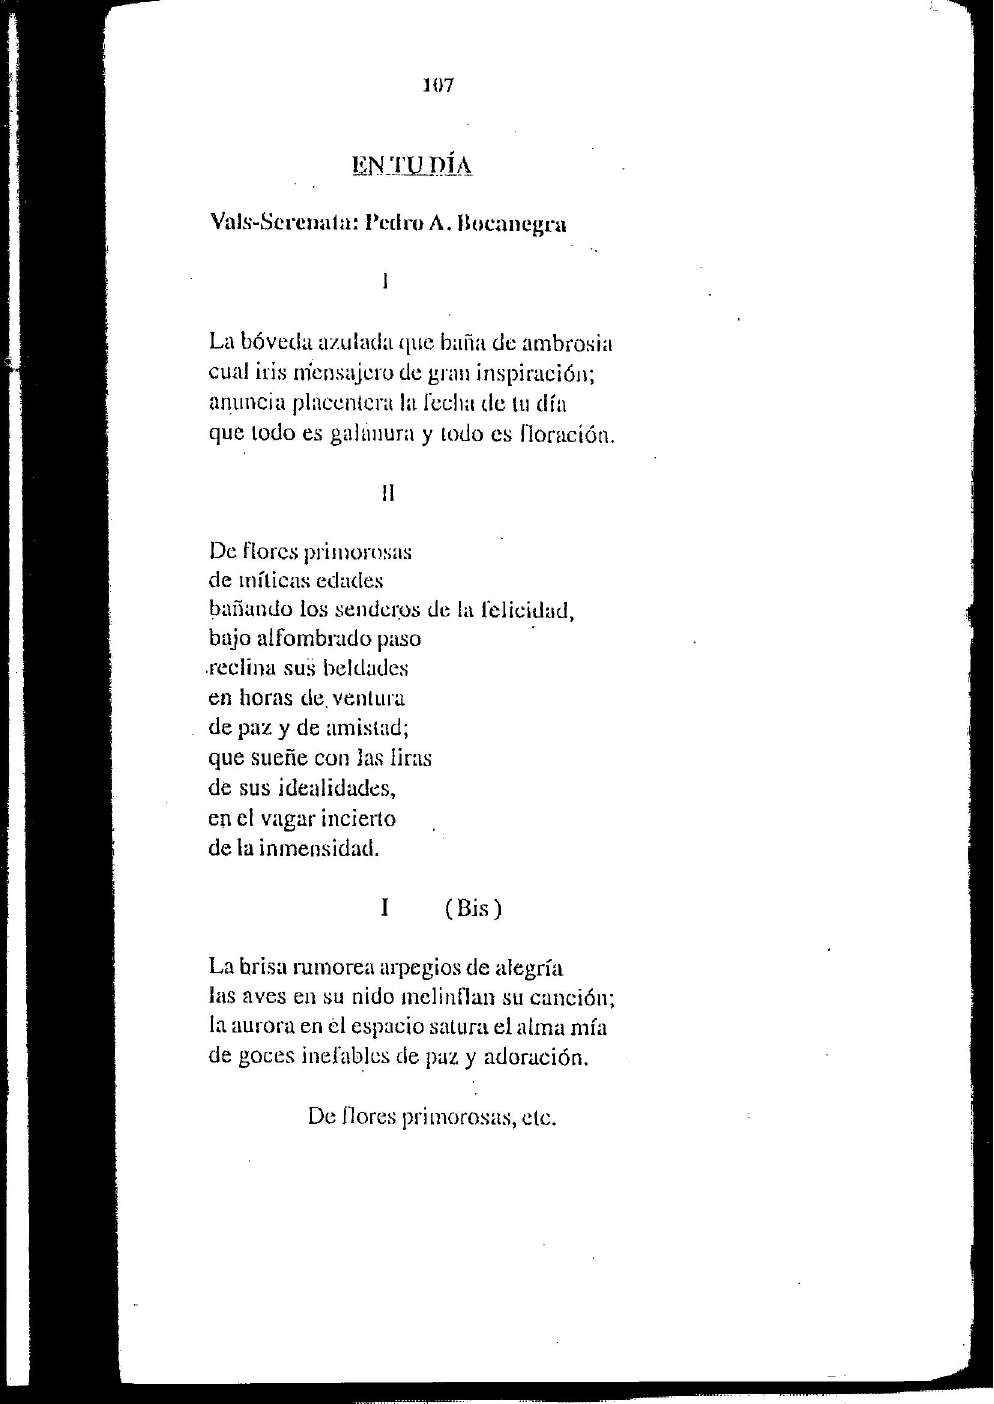 107
EN TU DÍA
Vals-Serenata: Pedro A. Bocanegra
I
La bóveda azulada que baña de ambrosia
cual iris mensajero de gran inspiración;
anuncia placentera la fecha de tu día
que todo es galanura y todo es floración.
II
De flores primorosas
de míticas edades
bañando los senderos de la felicidad,
bajo alfombrado paso
reclina sus beldades
en horas de ventura
de paz y de amistad;
que sueñe con las liras
de sus idealidades,
en el vagar incierto
de la inmensidad.
I (Bis)
La brisa rumorea arpegios de alegría
las aves en su nido melinflan su canción;
la aurora en el espacio satura el alma mía
de goces inefables de paz y adoración.
De flores primorosas, etc.